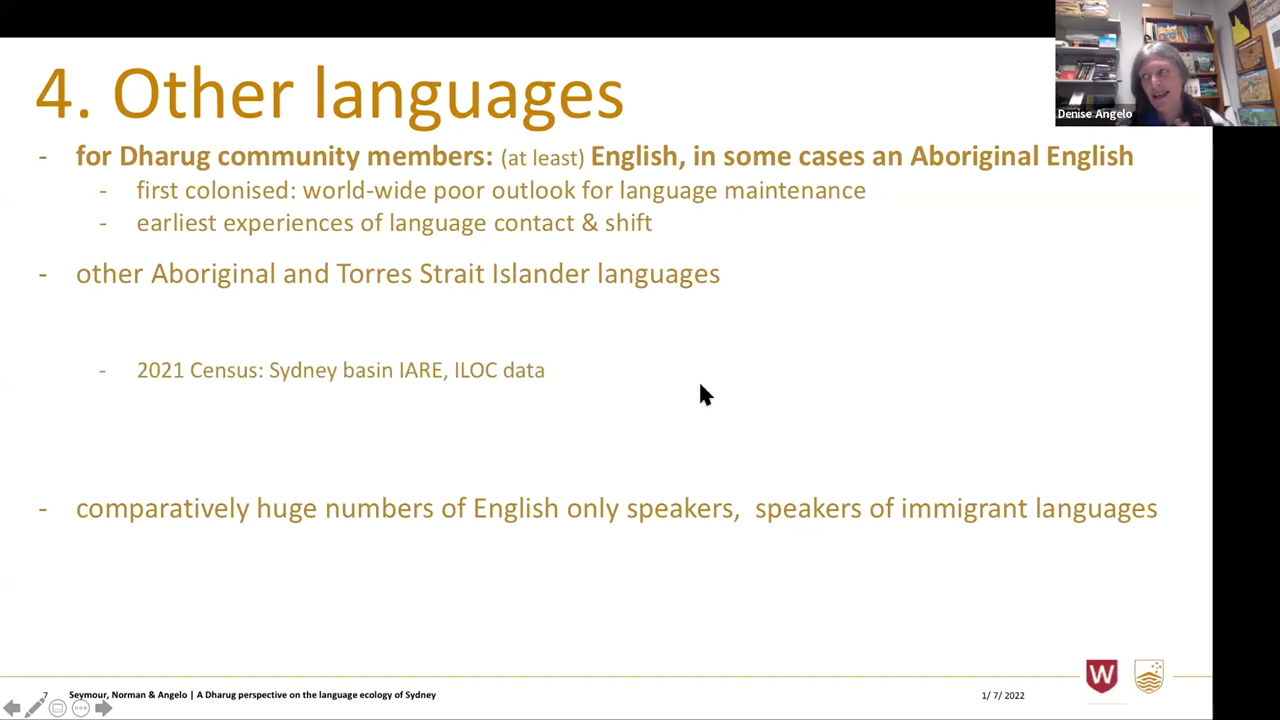 4. Other languages
Denise Angelo
- for Dharug community members: (at least) English, in some cases an Aboriginal English
- first colonised: world-wide poor outlook for language maintenance
- earliest experiences of language contact & shift
- other Aboriginal and Torres Strait Islander languages
- 2021 Census: Sydney basin IARE, ILOC data
- comparatively huge numbers of English only speakers, speakers of immigrant languages
W
7 Seymour, Norman & Angelo | A Dharug perspective on the language ecology of Sydney 1/ 7/ 2022